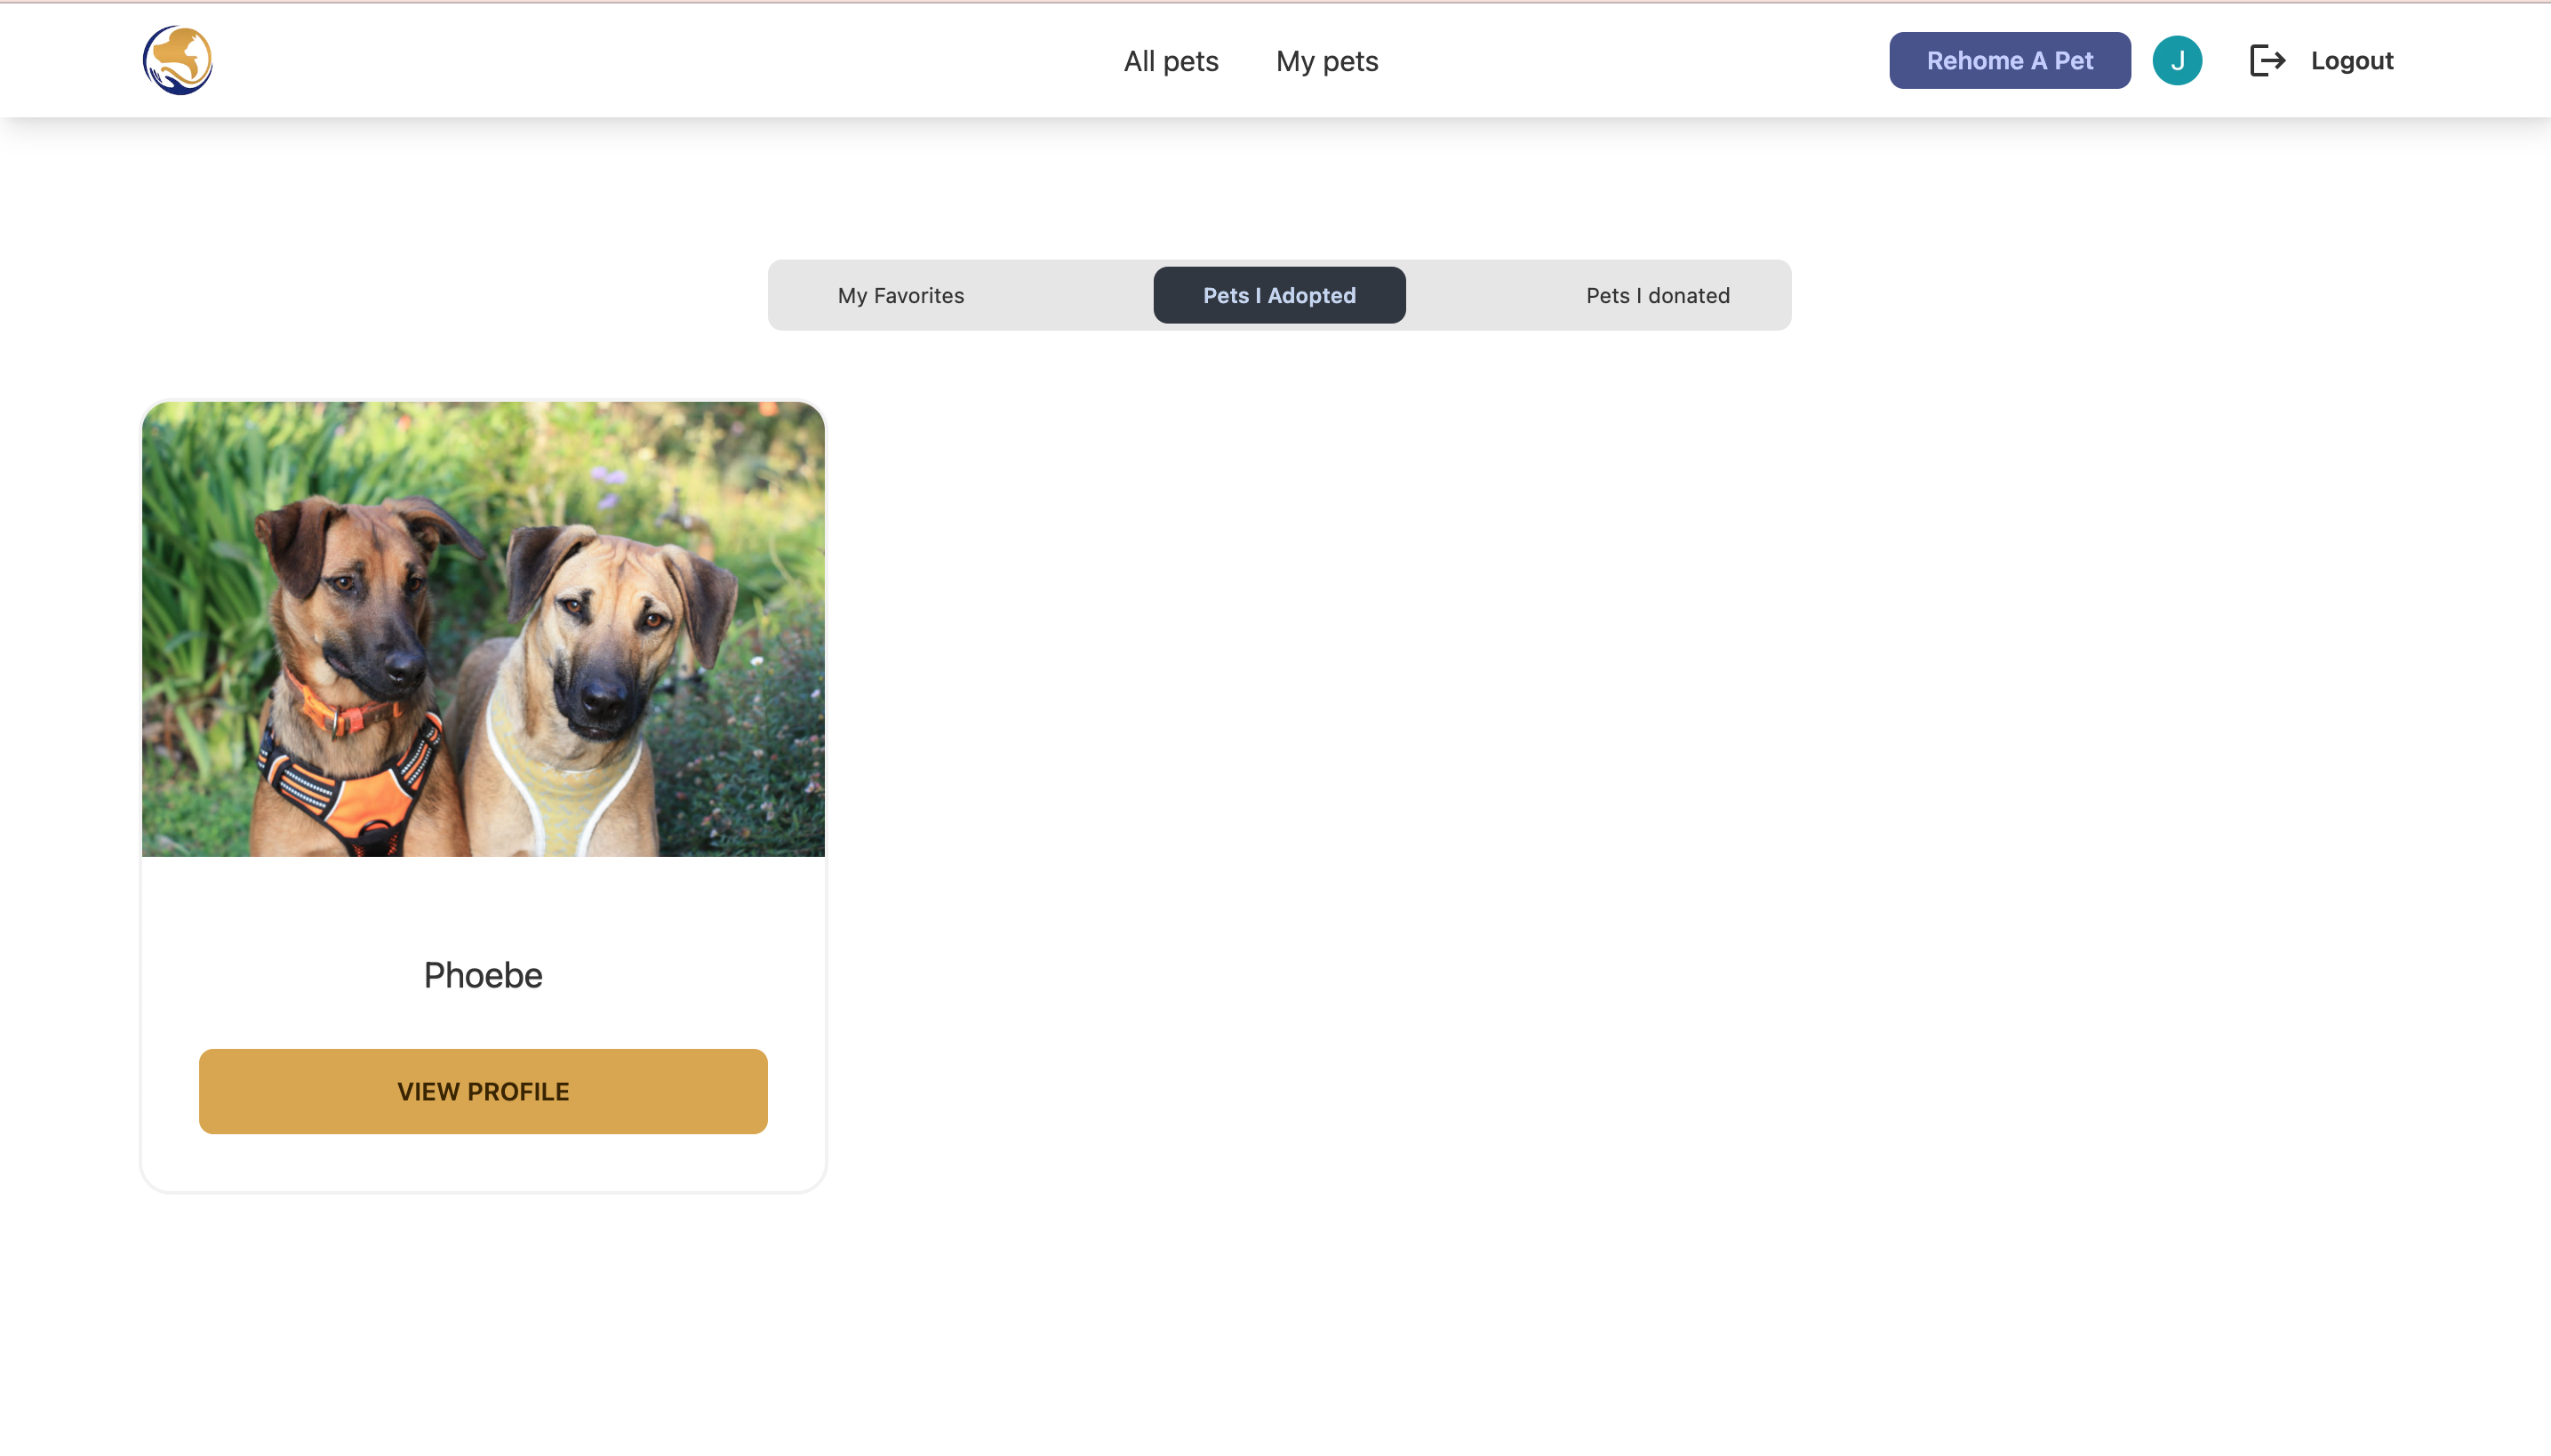 All pets
My pets
Rehome A Pet
J
Logout
My Favorites
Pets I Adopted
Pets I donated
Phoebe
VIEW PROFILE